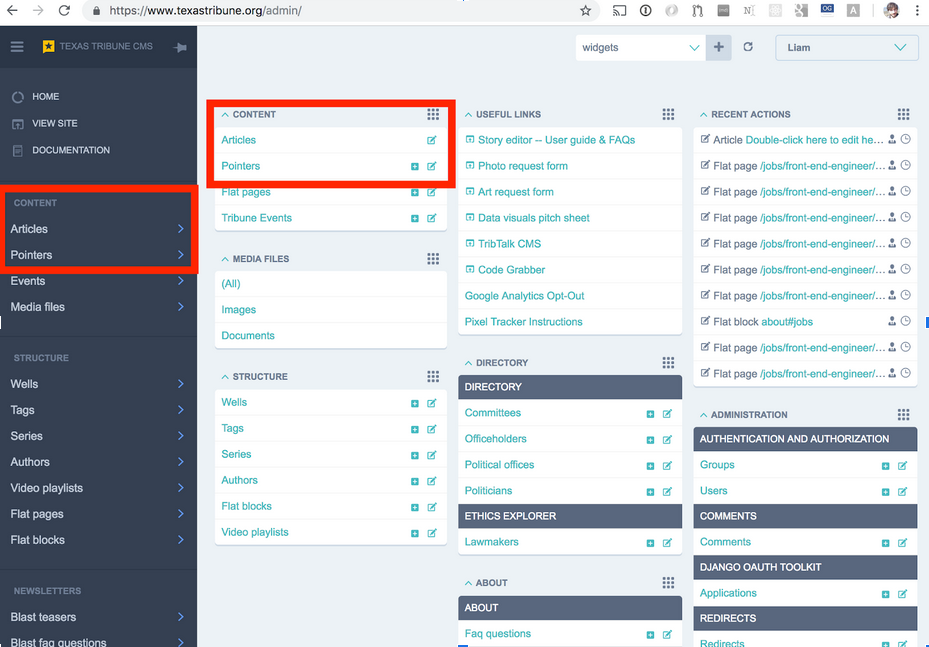 https://www.texastribune.org/admin/
TEXAS TRIBUNE CMS
HOME
VIEW SITE
DOCUMENTATION
CONTENT
Articles
Pointers
Events
Media files
STRUCTURE
Wells
Tags
Series
Authors
Video playlists
Flat pages
Flat blocks
NEWSLETTERS
Blast teasers
Blast faq questions
widgets
Liam
CONTENT
Articles
Pointers
Flat pages
Tribune Events
MEDIA FILES
(All)
Images
Documents
STRUCTURE
Wells
Tags
Series
Authors
Flat blocks
Video playlists
USEFUL LINKS
Story editor -- User guide & FAQs
Photo request form
Art request form
Data visuals pitch sheet
TribTalk CMS
Code Grabber
Google Analytics Opt-Out
Pixel Tracker Instructions
DIRECTORY
DIRECTORY
Committees
Officeholders
Political offices
Politicians
ETHICS EXPLORER
Lawmakers
ABOUT
ABOUT
Faq questions
RECENT ACTIONS
Article Double-click here to edit he...
Flat page /jobs/front-end-engineer/...
Flat page /jobs/front-end-engineer/...
Flat page /jobs/front-end-engineer/...
Flat page /jobs/front-end-engineer/...
Flat page /jobs/front-end-engineer/...
Flat page /jobs/front-end-engineer/...
Flat block about#jobs
Flat page /jobs/front-end-engineer/...
Flat page /jobs/front-end-engineer/...
ADMINISTRATION
AUTHENTICATION AND AUTHORIZATION
Groups
Users
COMMENTS
Comments
DJANGO OAUTH TOOLKIT
Applications
REDIRECTS
Redirects